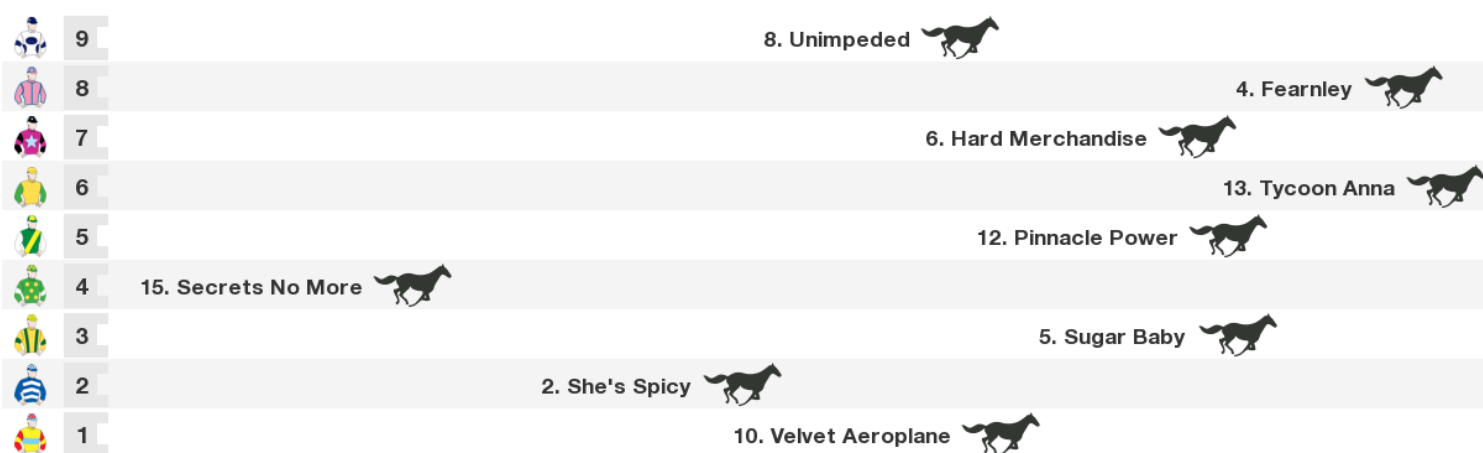 9 8. Unimpeded
8 4. Fearnley
7 6. Hard Merchandise
6 13. Tycoon Anna
5 12. Pinnacle Power
4 15. Secrets No More
3 5. Sugar Baby
2 2. She's Spicy
1 10. Velvet Aeroplane